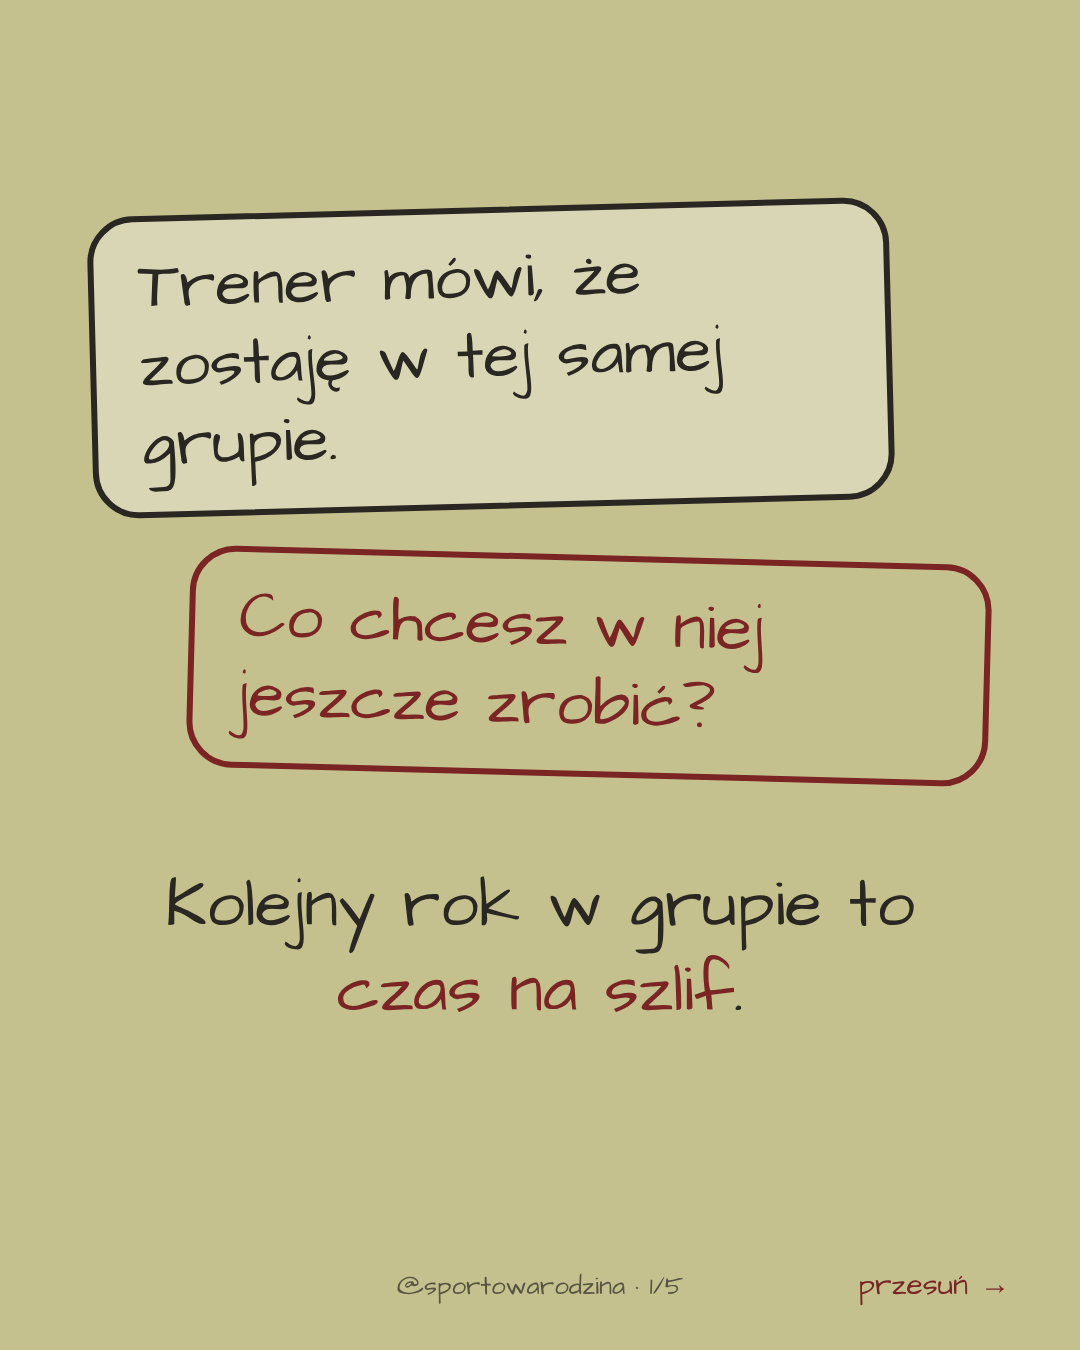 Trener mówi, że
zostaję w tej samej
grupie.
Co chcesz w niej
jeszcze zrobić?
Kolejny rok w grupie to
czas na szlif.
@sportowarodzina · 1/5
przesuń →